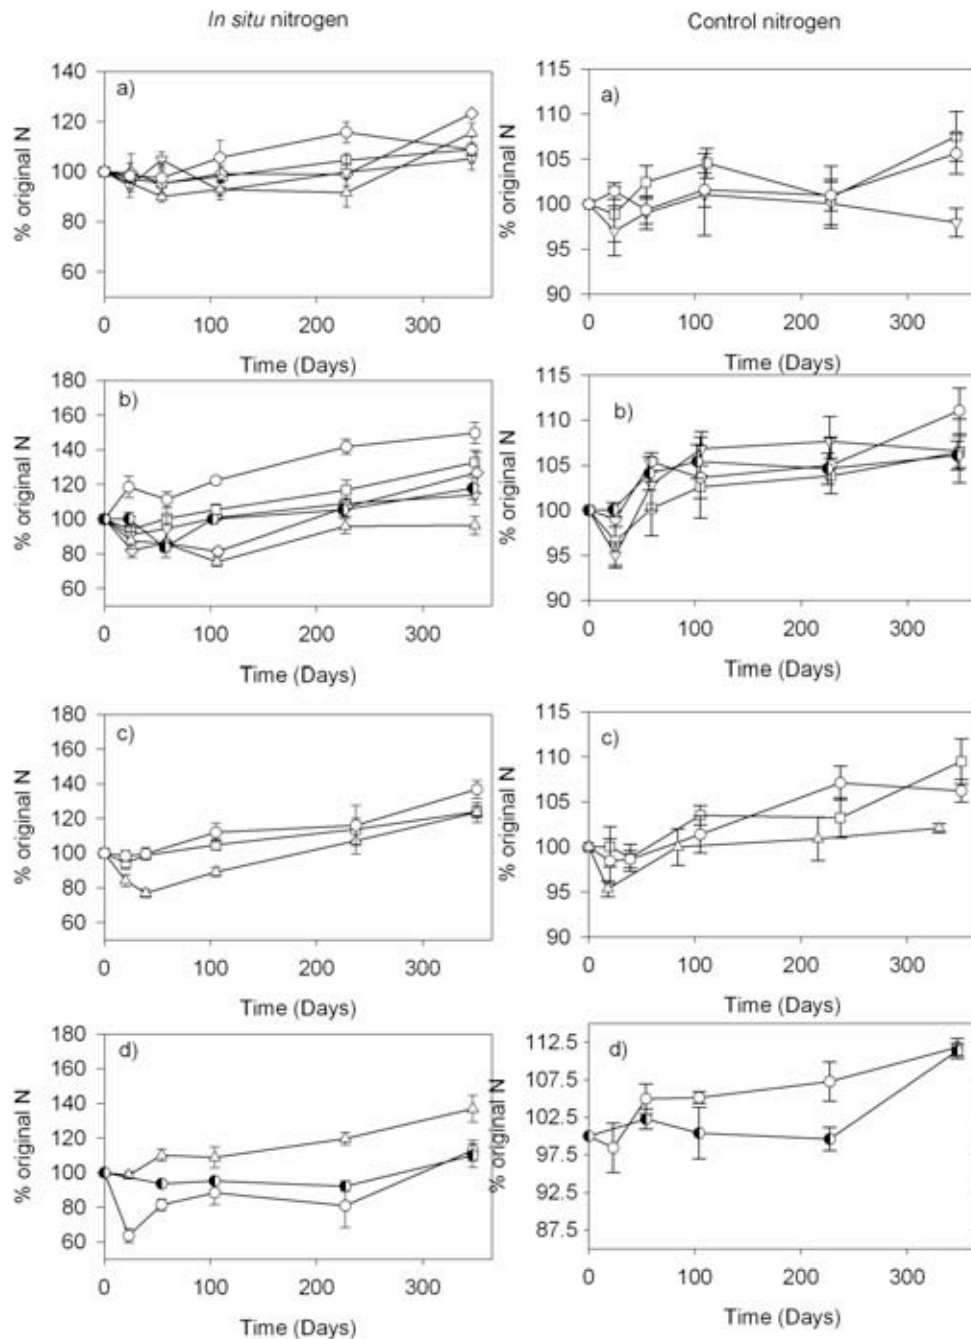 In situ nitrogen
Control nitrogen
a)
% original N
140
120
100
80
60
0 100 200 300
Time (Days)
a)
% original N
115
110
105
100
95
90
0 100 200 300
Time (Days)
b)
% original N
180
160
140
120
100
80
60
0 100 200 300
Time (Days)
b)
% original N
115
110
105
100
95
90
0 100 200 300
Time (Days)
c)
% original N
180
160
140
120
100
80
60
0 100 200 300
Time (Days)
c)
% original N
115
110
105
100
95
90
0 100 200 300
Time (Days)
d)
% original N
180
160
140
120
100
80
60
0 100 200 300
Time (Days)
d)
% original N
112.5
107.5
102.5
97.5
92.5
87.5
0 100 200 300
Time (Days)